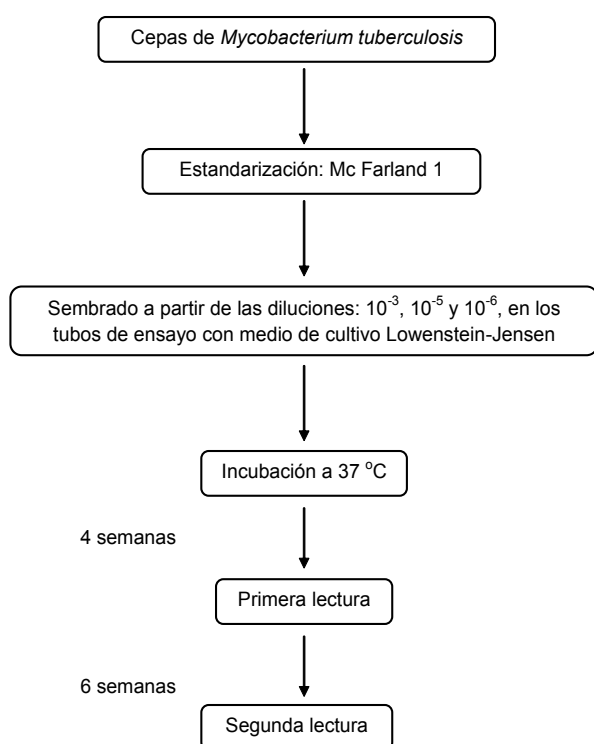 Cepas de Mycobacterium tuberculosis
Estandarización: Mc Farland 1
Sembrado a partir de las diluciones: 10⁻³, 10⁻⁵ y 10⁻⁶, en los
tubos de ensayo con medio de cultivo Lowenstein-Jensen
Incubación a 37 ºC
4 semanas
Primera lectura
6 semanas
Segunda lectura